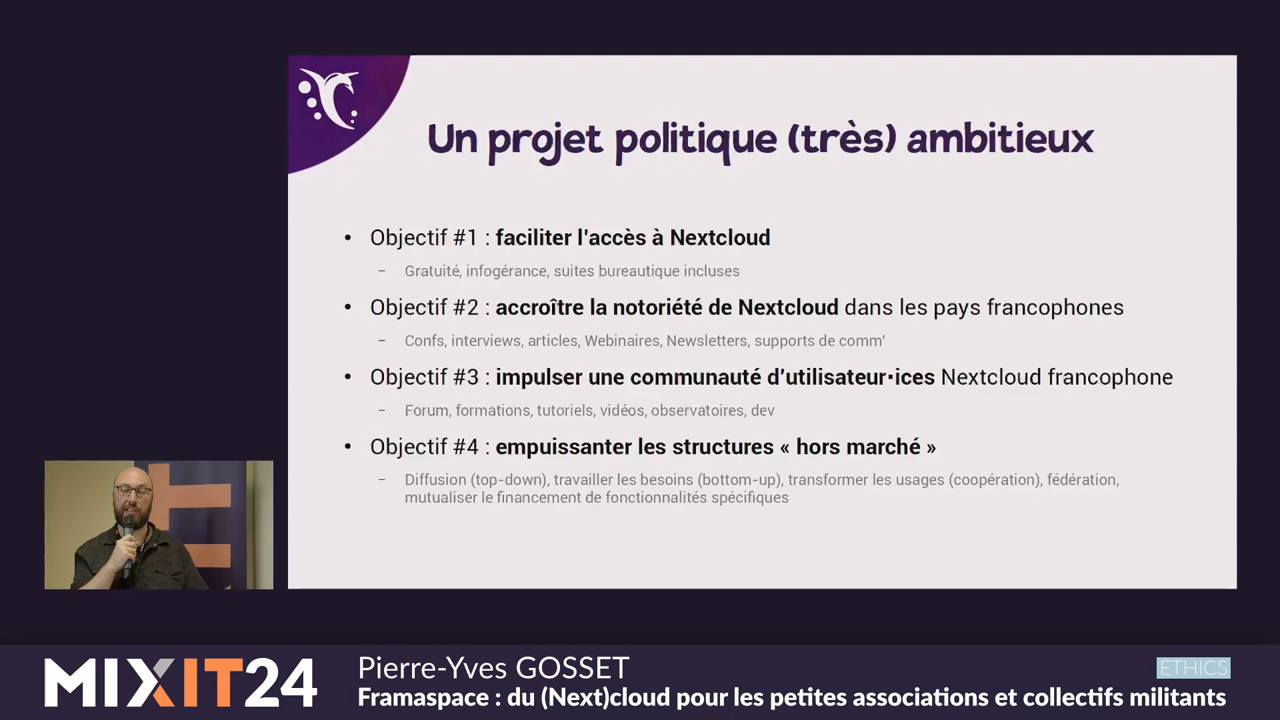 Un projet politique (très) ambitieux
• Objectif #1 : faciliter l'accès à Nextcloud
– Gratuité, infogérance, suites bureautique incluses
• Objectif #2 : accroître la notoriété de Nextcloud dans les pays francophones
– Confs, interviews, articles, Webinaires, Newsletters, supports de comm'
• Objectif #3 : impulser une communauté d'utilisateur·ices Nextcloud francophone
– Forum, formations, tutoriels, vidéos, observatoires, dev
• Objectif #4 : empuissanter les structures « hors marché »
– Diffusion (top-down), travailler les besoins (bottom-up), transformer les usages (coopération), fédération,
mutualiser le financement de fonctionnalités spécifiques
MIXIT24
Pierre-Yves GOSSET
ETHICS
Framaspace : du (Next)cloud pour les petites associations et collectifs militants